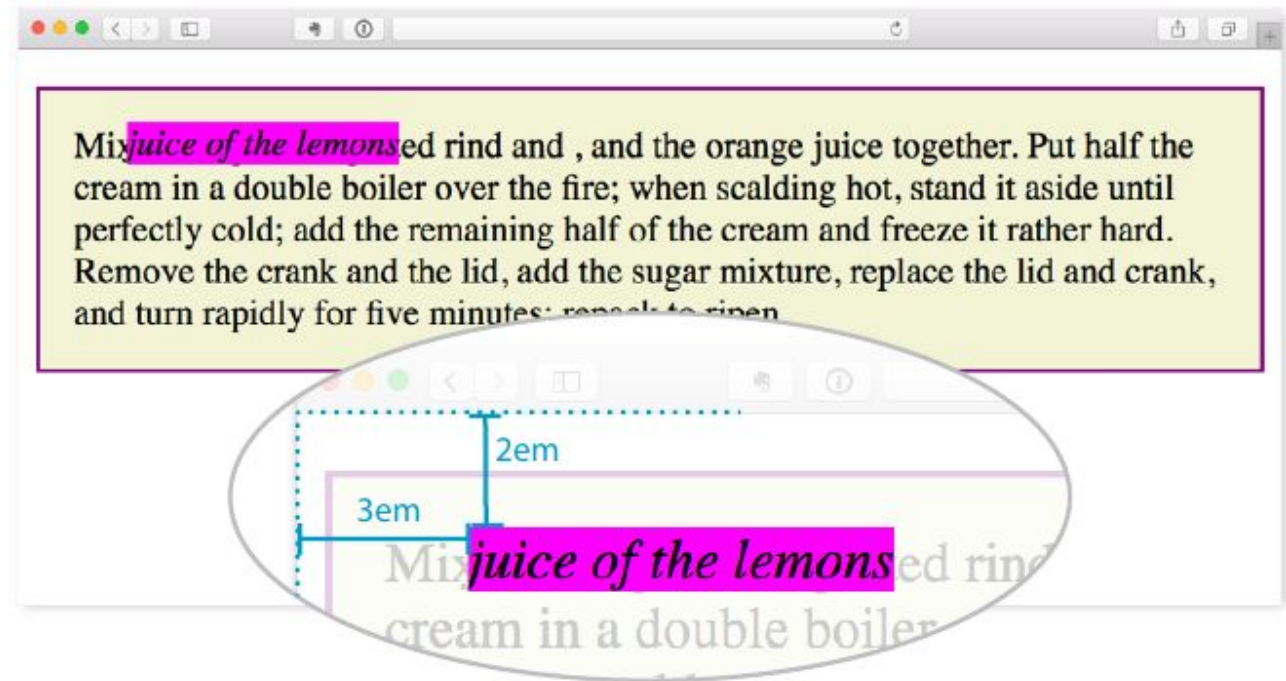 Mixjuice of the lemonsed rind and , and the orange juice together. Put half the
cream in a double boiler over the fire; when scalding hot, stand it aside until
perfectly cold; add the remaining half of the cream and freeze it rather hard.
Remove the crank and the lid, add the sugar mixture, replace the lid and crank,
and turn rapidly for five minutes; repack to ripen
2em
3em
Mixjuice of the lemonsed rind
cream in a double boiler